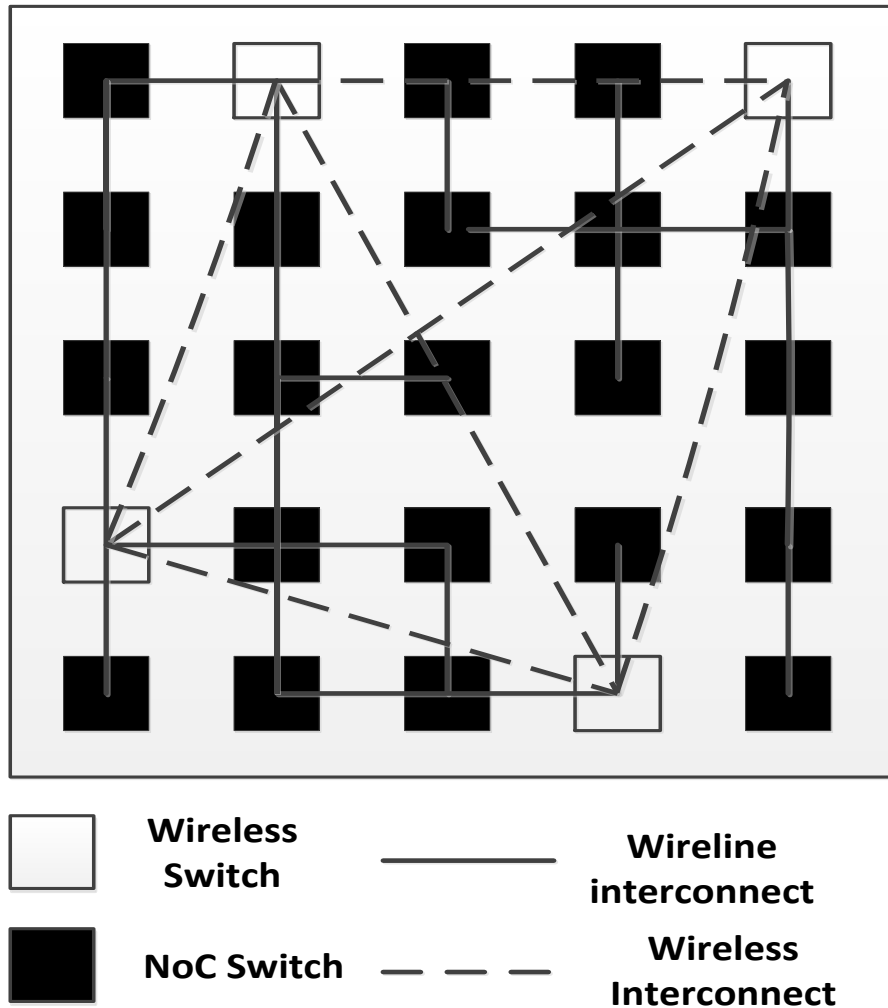 Wireless
Switch
Wireline
interconnect
NoC Switch
Wireless
Interconnect